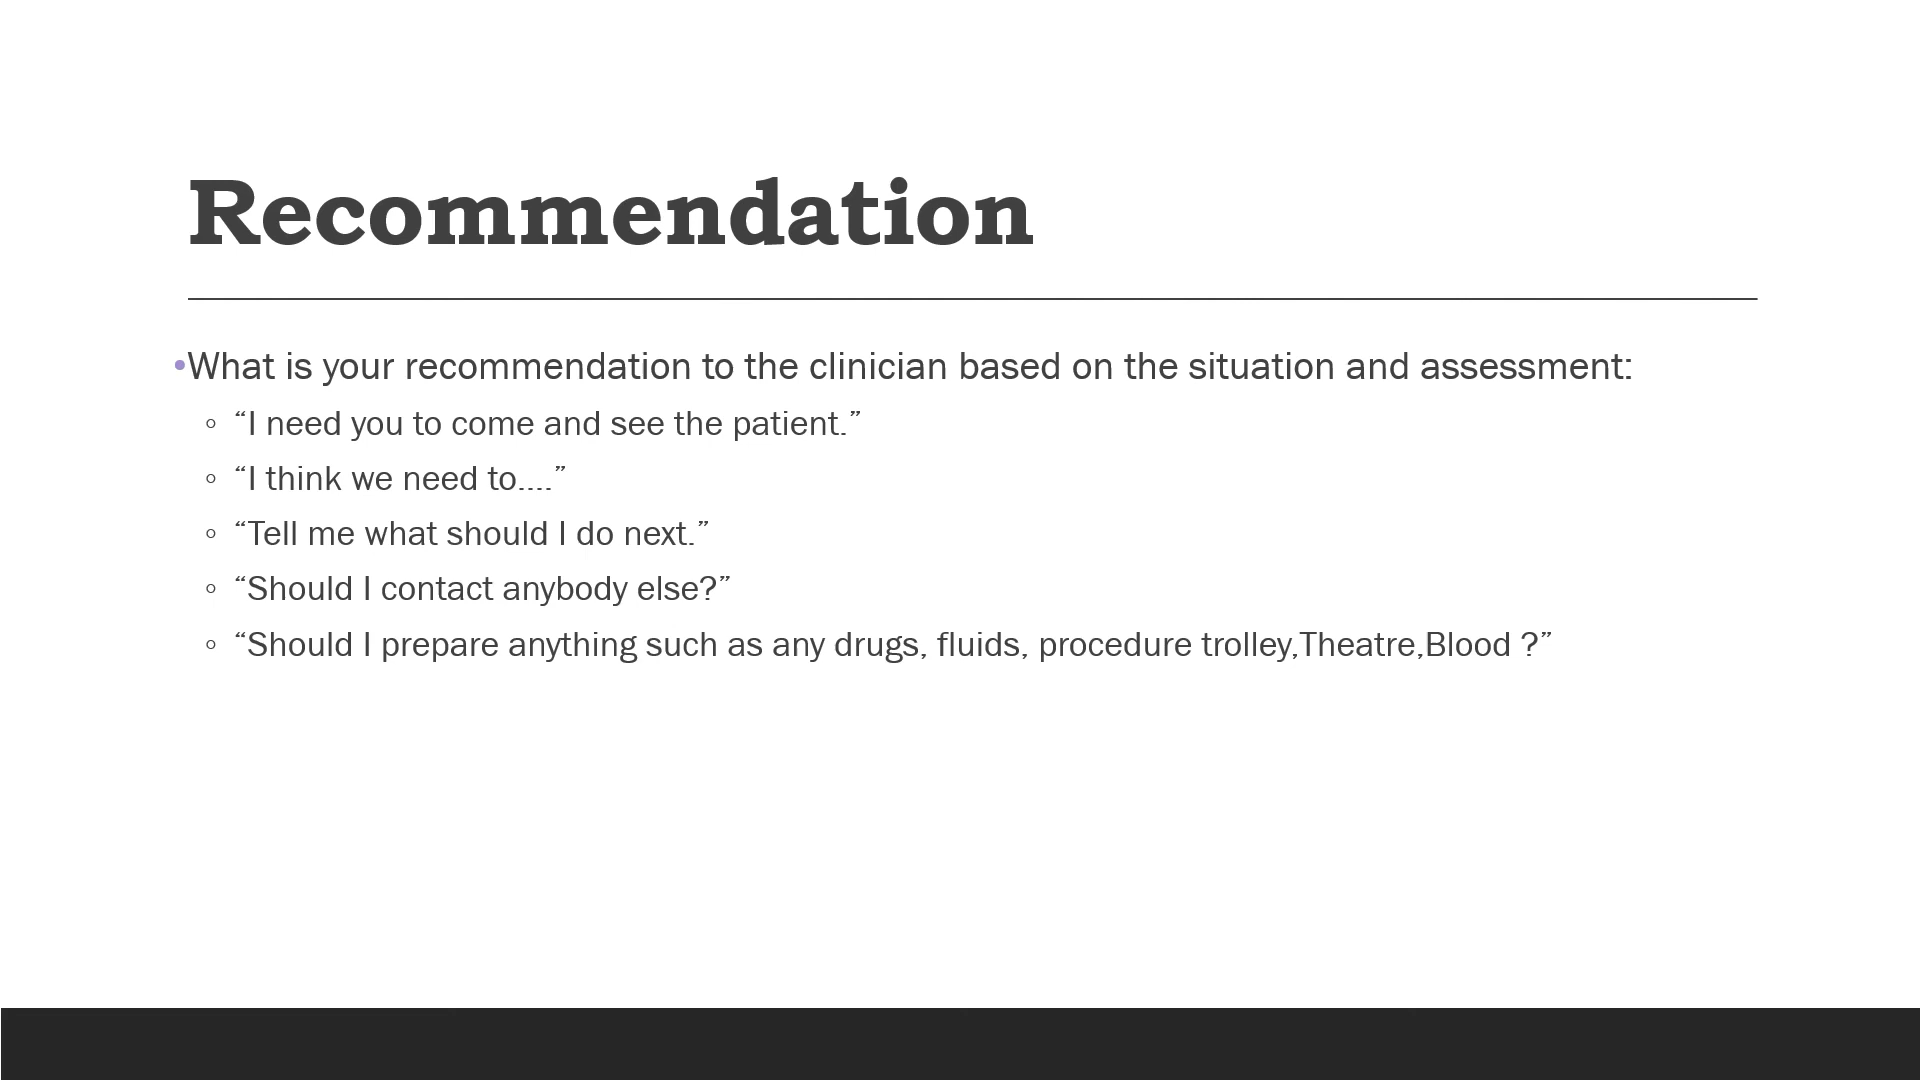 Recommendation
•What is your recommendation to the clinician based on the situation and assessment:
◦ “I need you to come and see the patient.”
◦ “I think we need to….”
◦ “Tell me what should I do next.”
◦ “Should I contact anybody else?”
◦ “Should I prepare anything such as any drugs, fluids, procedure trolley,Theatre,Blood ?”